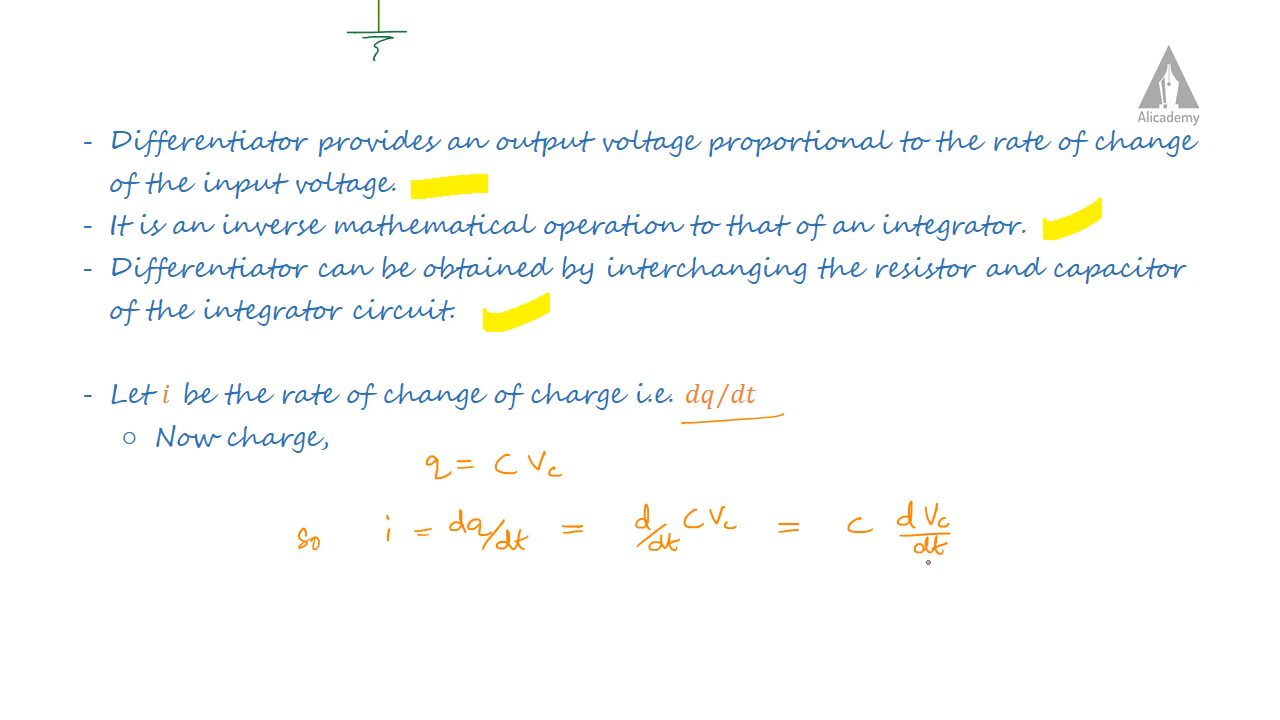 Alicademy
- Differentiator provides an output voltage proportional to the rate of change
of the input voltage.
- It is an inverse mathematical operation to that of an integrator.
- Differentiator can be obtained by interchanging the resistor and capacitor
of the integrator circuit.
- Let i be the rate of change of charge i.e. dq/dt
○ Now charge,
q = C Vc
so i = dq/dt = d/dt CVc = C dVc/dt